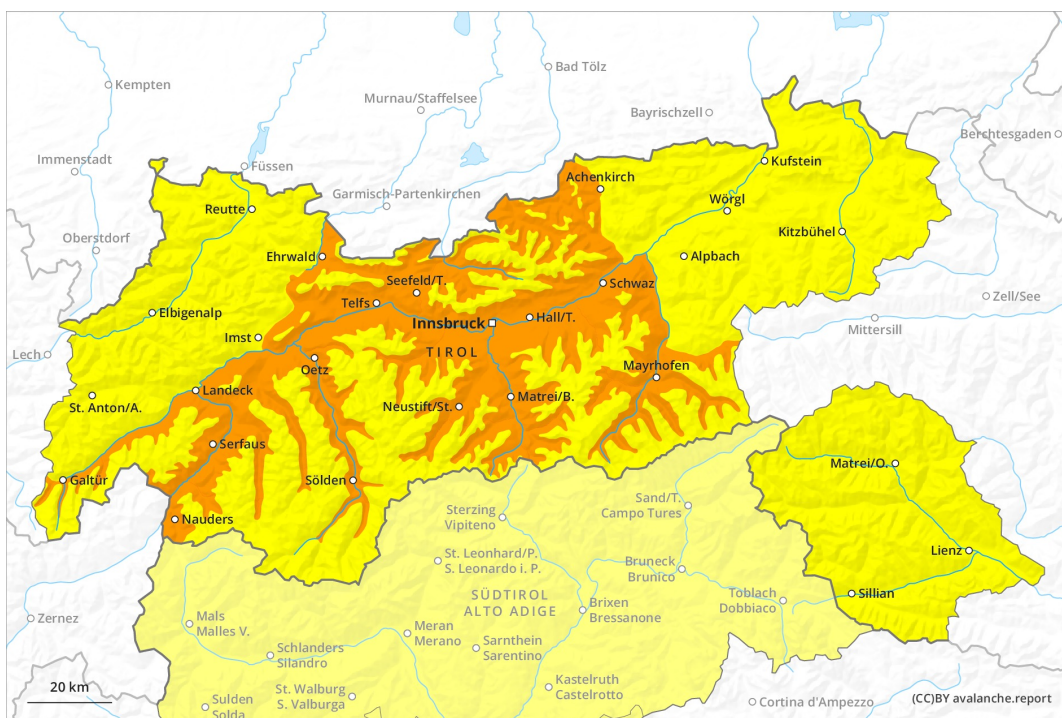 Kempten
Bad Tölz
Murnau/Staffelsee
Bayrischzell
Berchtesgaden
Immenstadt
Füssen
Kufstein
Achenkirch
Garmisch-Partenkirchen
Reutte
Wörgl
Oberstdorf
Kitzbühel
Ehrwald
Alpbach
Seefeld/T.
Schwaz
Telfs
Zell/See
Elbigenalp
Innsbruck
Hall/T.
Mittersill
Imst
Lech
TIROL
Oetz
Mayrhofen
Landeck
St. Anton/A.
Neustift/St.
Matrei/B.
Serfaus
Matrei/O.
Galtür
Sölden
Sand/T.
Campo Tures
Sterzing
Vipiteno
Nauders
Lienz
St. Leonhard/P.
S. Leonardo i. P.
Bruneck
Brunico
SÜDTIROL
ALTO ADIGE
Toblach
Dobbiaco
Sillian
Brixen
Bressanone
Zernez
Mals
Malles V.
Meran
Merano
Sarnthein
Sarentino
Schlanders
Silandro
Kastelruth
Castelrotto
20 km
St. Walburg
S. Valburga
Sulden
Solda
Cortina d'Ampezzo
(CC)BY avalanche.report